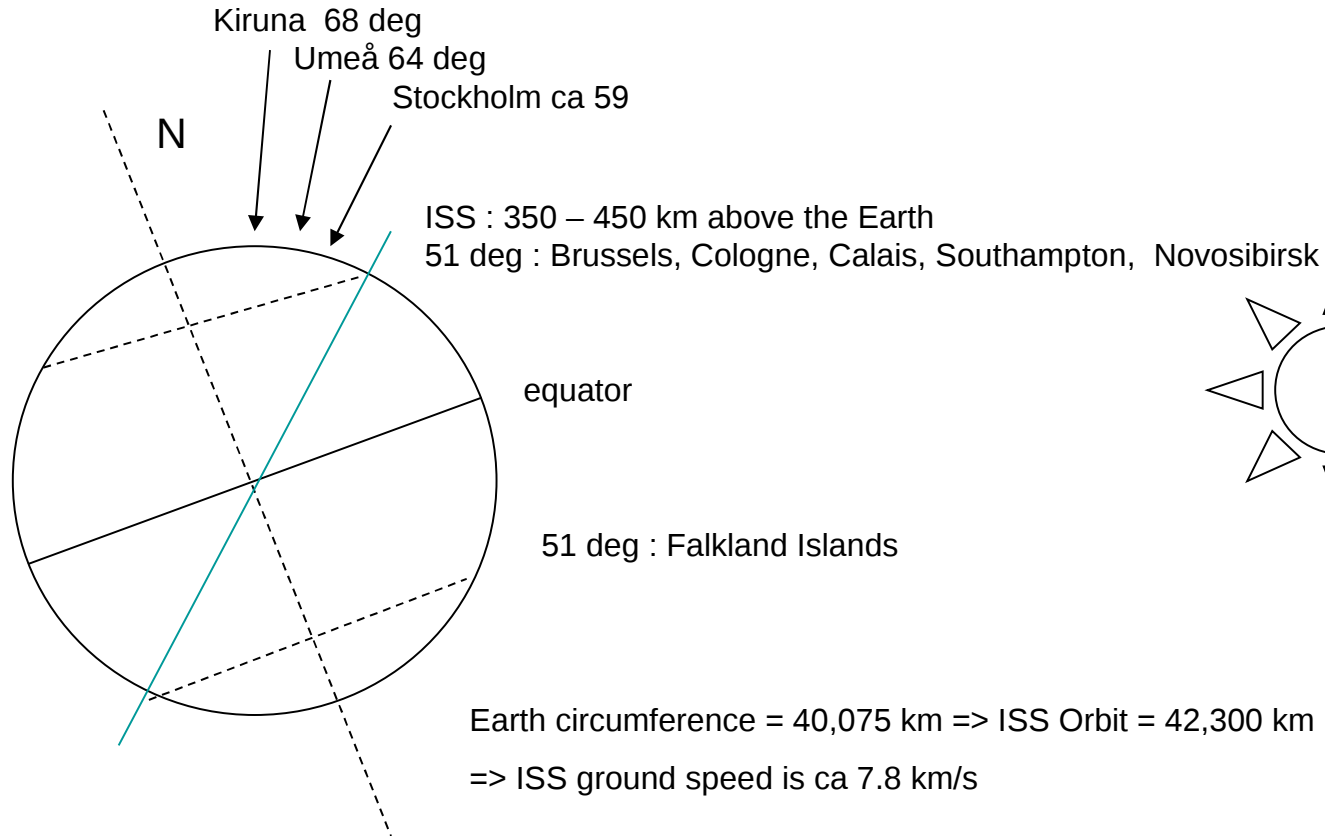 Kiruna  68 deg
Umeå 64 deg
Stockholm ca 59
N
ISS : 350 – 450 km above the Earth
51 deg : Brussels, Cologne, Calais, Southampton,  Novosibirsk
equator
51 deg : Falkland Islands
Earth circumference = 40,075 km => ISS Orbit = 42,300 km
=> ISS ground speed is ca 7.8 km/s